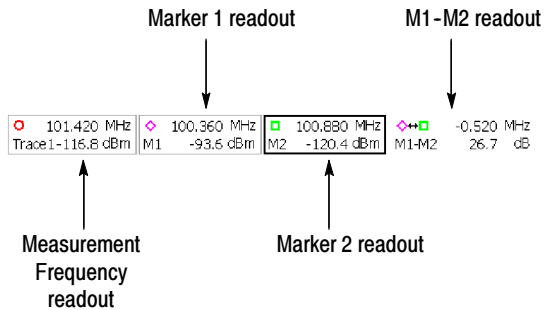 Marker 1 readout
M1-M2 readout
101.420 MHz
Trace1-116.8 dBm
100.360 MHz
M1 -93.6 dBm
100.880 MHz
M2 -120.4 dBm
-0.520 MHz
M1-M2 26.7 dB
Measurement
Frequency
readout
Marker 2 readout